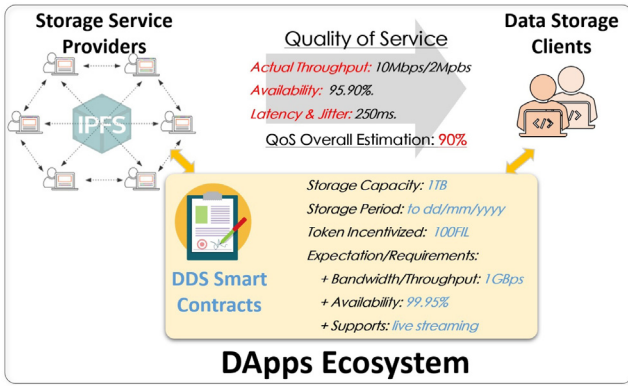 Storage Service
Providers
IPFS
Quality of Service
Actual Throughput: 10Mbps/2Mpbs
Availability: 95.90%.
Latency & Jitter: 250ms.
QoS Overall Estimation: 90%
Data Storage
Clients
</>
</>
DDS Smart
Contracts
Storage Capacity: 1TB
Storage Period: to dd/mm/yyyy
Token Incentivized: 100FIL
Expectation/Requirements:
+ Bandwidth/Throughput: 1GBps
+ Availability: 99.95%
+ Supports: live streaming
DApps Ecosystem